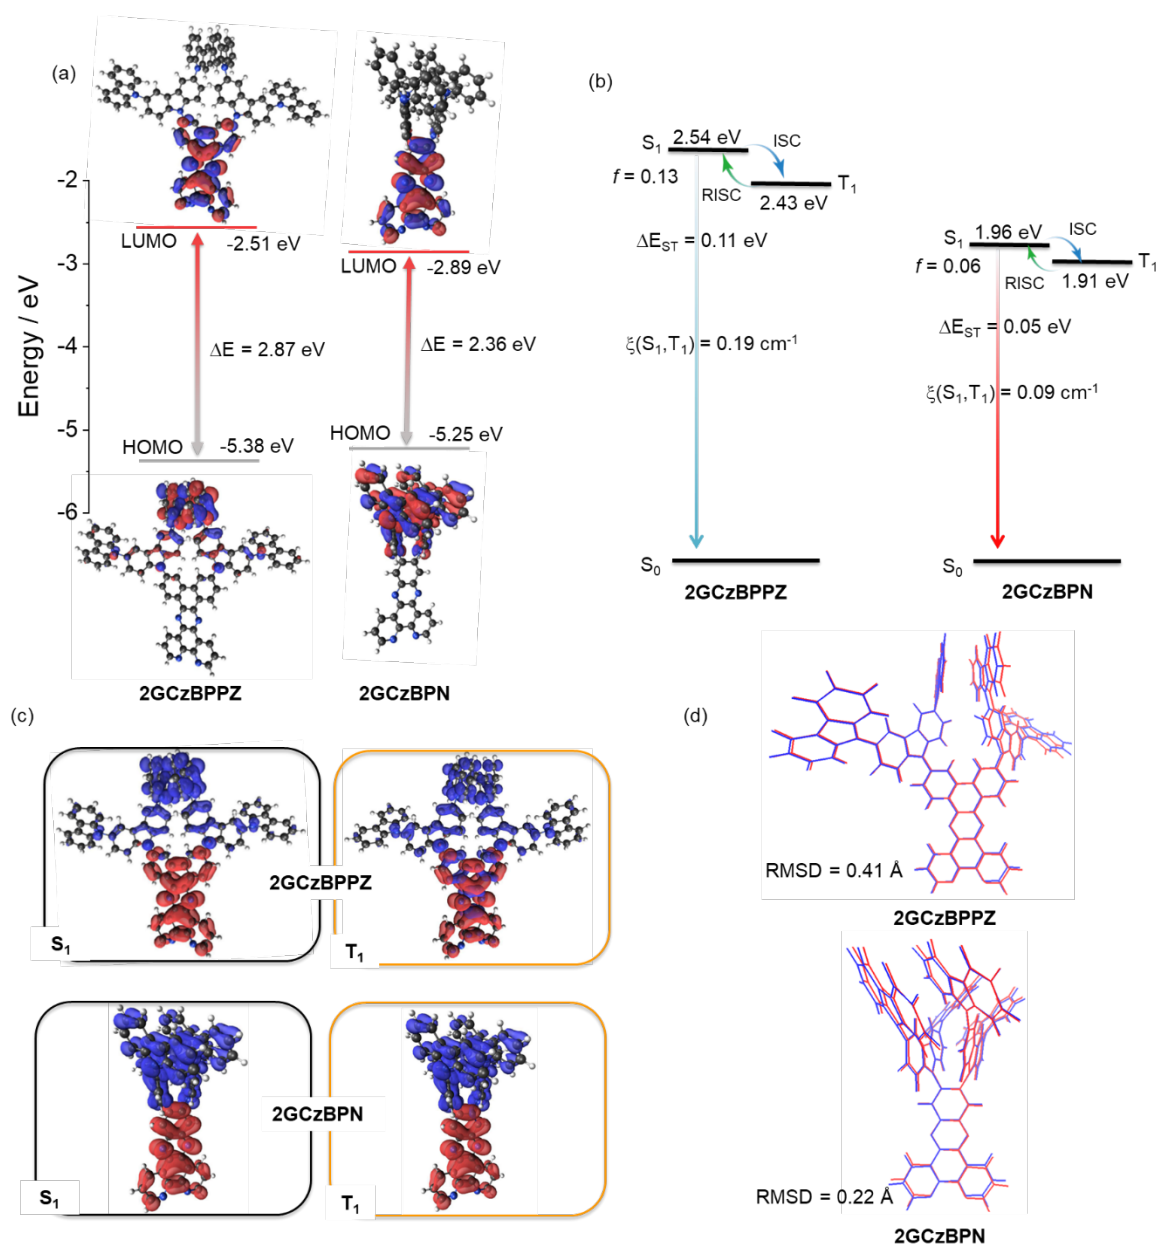 (a)
Energy / eV
-2
-3
-4
-5
-6
LUMO
-2.51 eV
ΔE = 2.87 eV
HOMO
-5.38 eV
2GCzBPPZ
LUMO
-2.89 eV
ΔE = 2.36 eV
HOMO
-5.25 eV
2GCzBPN
(b)
S₁
2.54 eV
ISC
f = 0.13
RISC
T₁
2.43 eV
ΔE_ST = 0.11 eV
ξ(S₁,T₁) = 0.19 cm⁻¹
S₀
2GCzBPPZ
S₁
1.96 eV
ISC
f = 0.06
RISC
T₁
1.91 eV
ΔE_ST = 0.05 eV
ξ(S₁,T₁) = 0.09 cm⁻¹
S₀
2GCzBPN
(c)
2GCzBPPZ
S₁
T₁
2GCzBPN
S₁
T₁
(d)
RMSD = 0.41 Å
2GCzBPPZ
RMSD = 0.22 Å
2GCzBPN